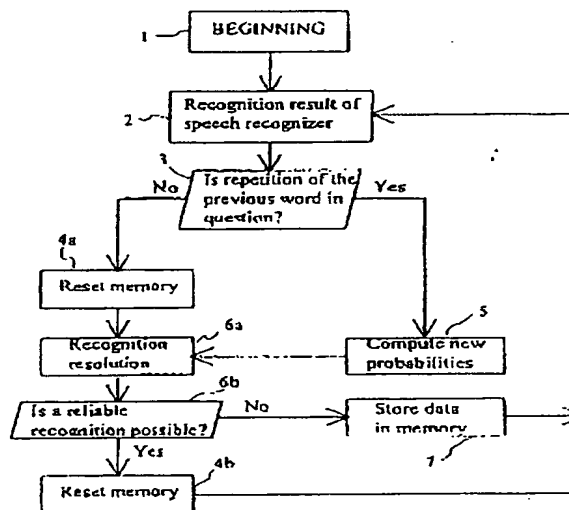 1
BEGINNING
2
Recognition result of
speech recognizer
3
Is repetition of the
previous word in
question?
No
Yes
4a
Reset memory
5
Compute new
probabilities
6a
Recognition
resolution
6b
Is a reliable
recognition possible?
No
Store data
in memory
7
Yes
4b
Reset memory